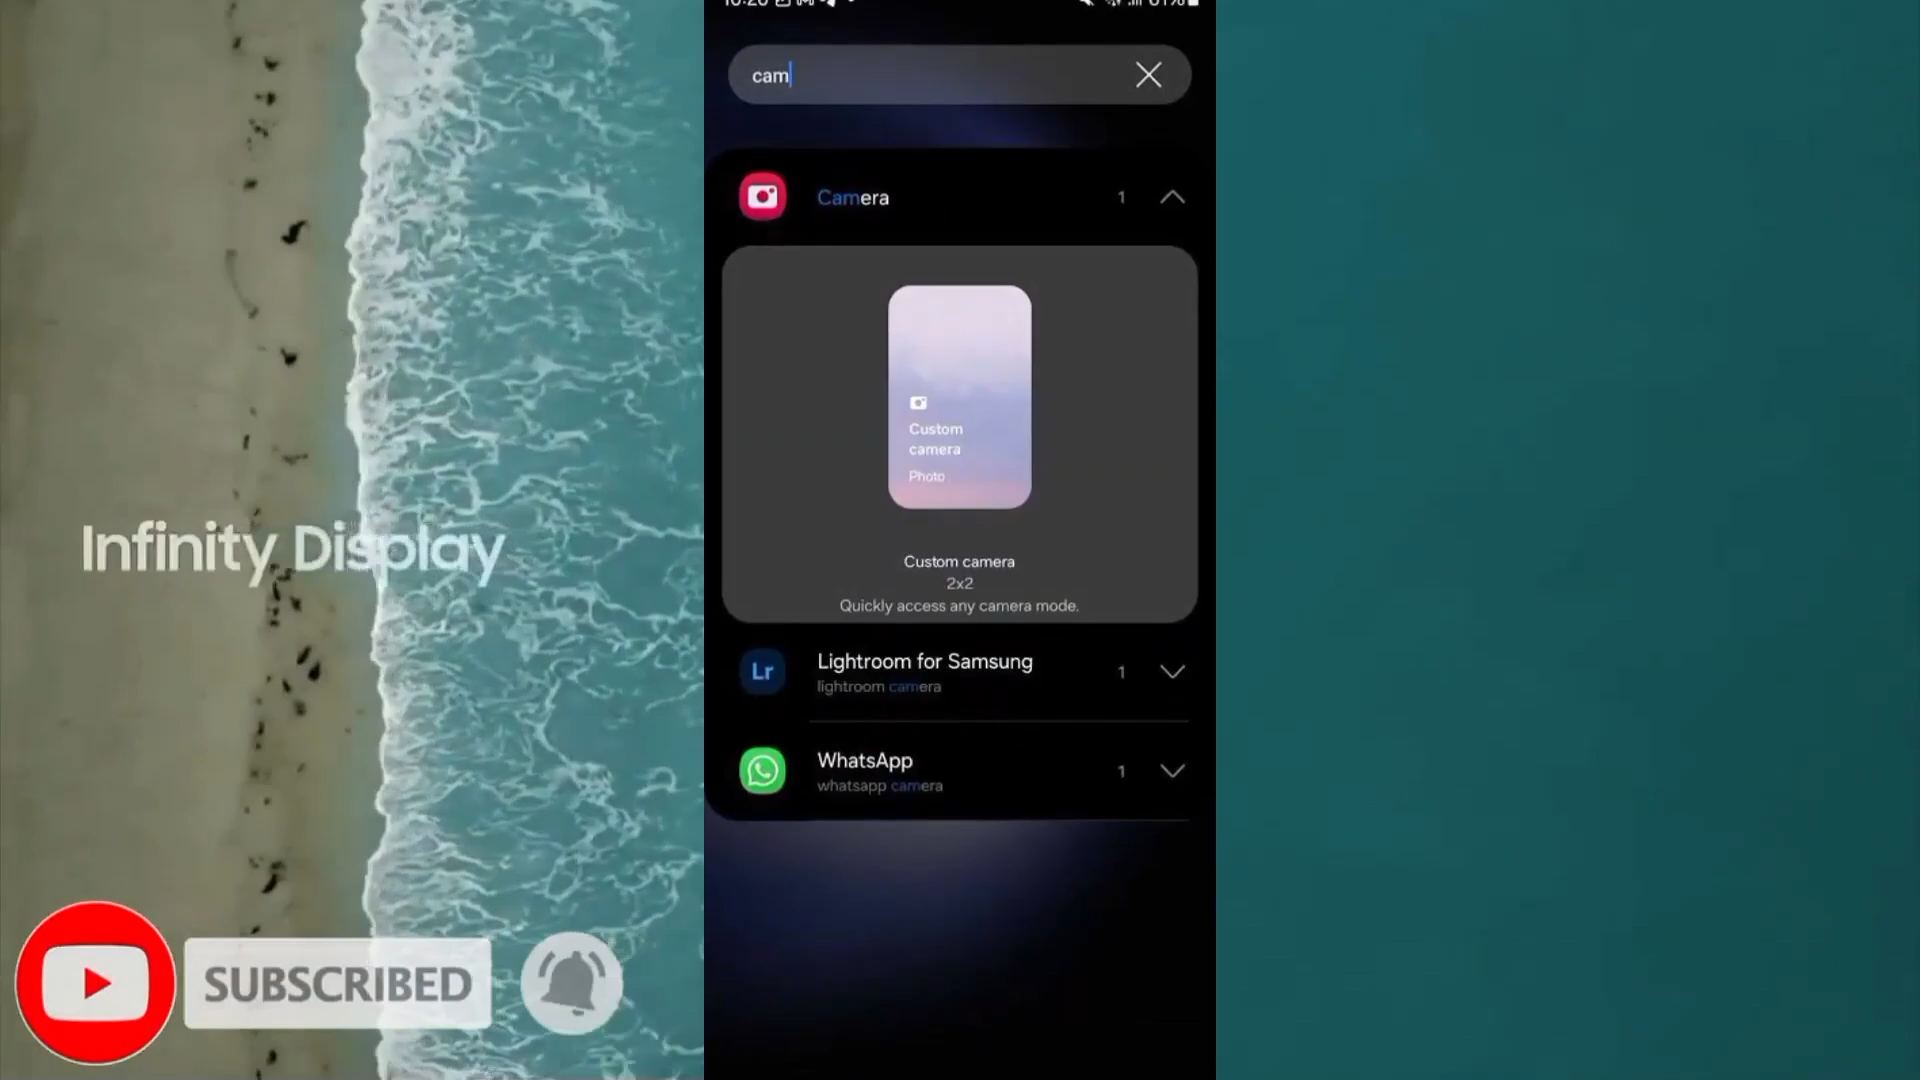 cam
Camera 1
Custom
camera
Photo
Custom camera
2x2
Quickly access any camera mode.
Lr
Lightroom for Samsung 1
lightroom camera
WhatsApp 1
whatsapp camera
Infinity Display
SUBSCRIBED